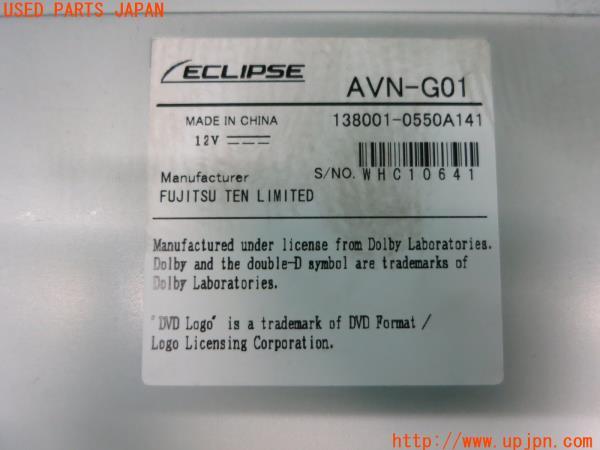 USED PARTS JAPAN
ECLIPSE
AVN-G01
MADE IN CHINA
138001-0550A141
12V
S/NO. WHC10641
Manufacturer
FUJITSU TEN LIMITED
Manufactured under license from Dolby Laboratories.
Dolby and the double-D symbol are trademarks of
Dolby Laboratories.
"DVD Logo" is a trademark of DVD Format /
Logo Licensing Corporation.
http://www.upjpn.com